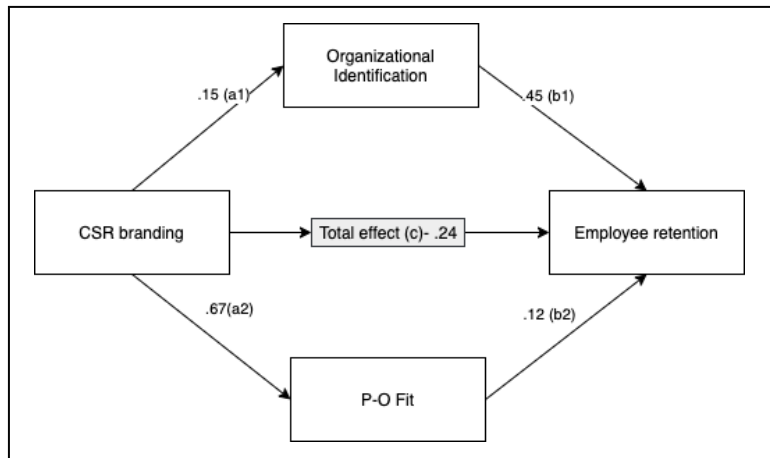 Organizational
Identification
.15 (a1)
.45 (b1)
CSR branding
Total effect (c)- .24
Employee retention
.67(a2)
.12 (b2)
P-O Fit